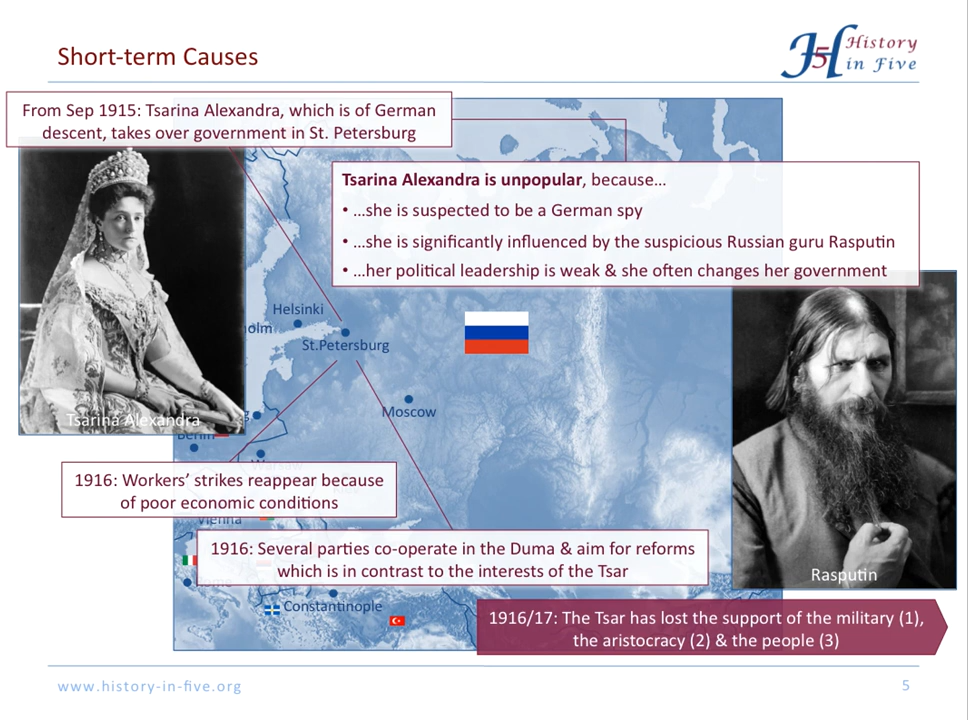 Short-term Causes
History
in Five
From Sep 1915: Tsarina Alexandra, which is of German
descent, takes over government in St. Petersburg
Tsarina Alexandra is unpopular, because…
• …she is suspected to be a German spy
• …she is significantly influenced by the suspicious Russian guru Rasputin
• …her political leadership is weak & she often changes her government
Helsinki
St.Petersburg
Moscow
Tsarina Alexandra
Berlin
Warsaw
1916: Workers’ strikes reappear because
of poor economic conditions
Vienna
1916: Several parties co-operate in the Duma & aim for reforms
which is in contrast to the interests of the Tsar
Rasputin
Constantinople
1916/17: The Tsar has lost the support of the military (1),
the aristocracy (2) & the people (3)
www.history-in-five.org
5